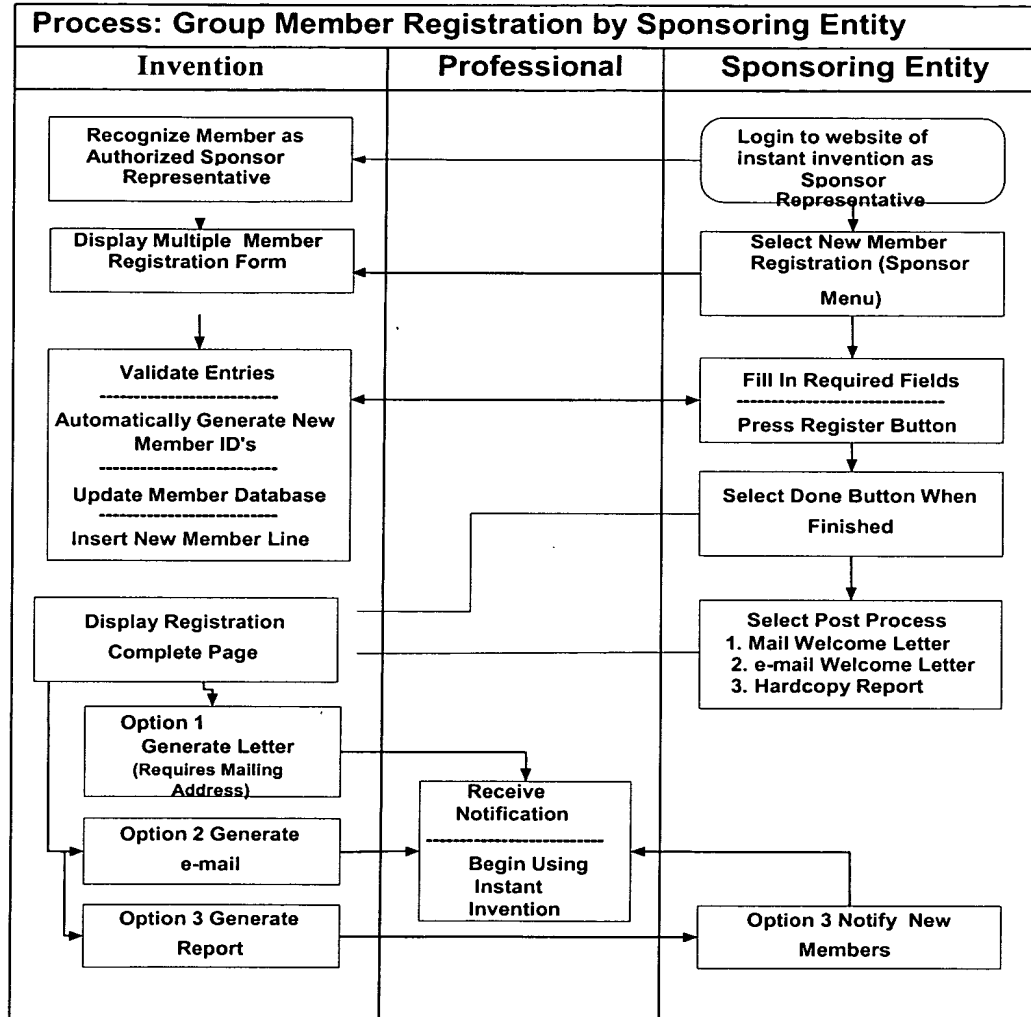 Process: Group Member Registration by Sponsoring Entity
Invention
Professional
Sponsoring Entity
Recognize Member as
Authorized Sponsor
Representative
Login to website of
instant invention as
Sponsor
Representative
Display Multiple Member
Registration Form
Select New Member
Registration (Sponsor
Menu)
Validate Entries
Automatically Generate New
Member ID's
Update Member Database
Insert New Member Line
Fill In Required Fields
Press Register Button
Select Done Button When
Finished
Display Registration
Complete Page
Select Post Process
1. Mail Welcome Letter
2. e-mail Welcome Letter
3. Hardcopy Report
Option 1
Generate Letter
(Requires Mailing
Address)
Receive
Notification
Begin Using
Instant
Invention
Option 2 Generate
e-mail
Option 3 Generate
Report
Option 3 Notify New
Members